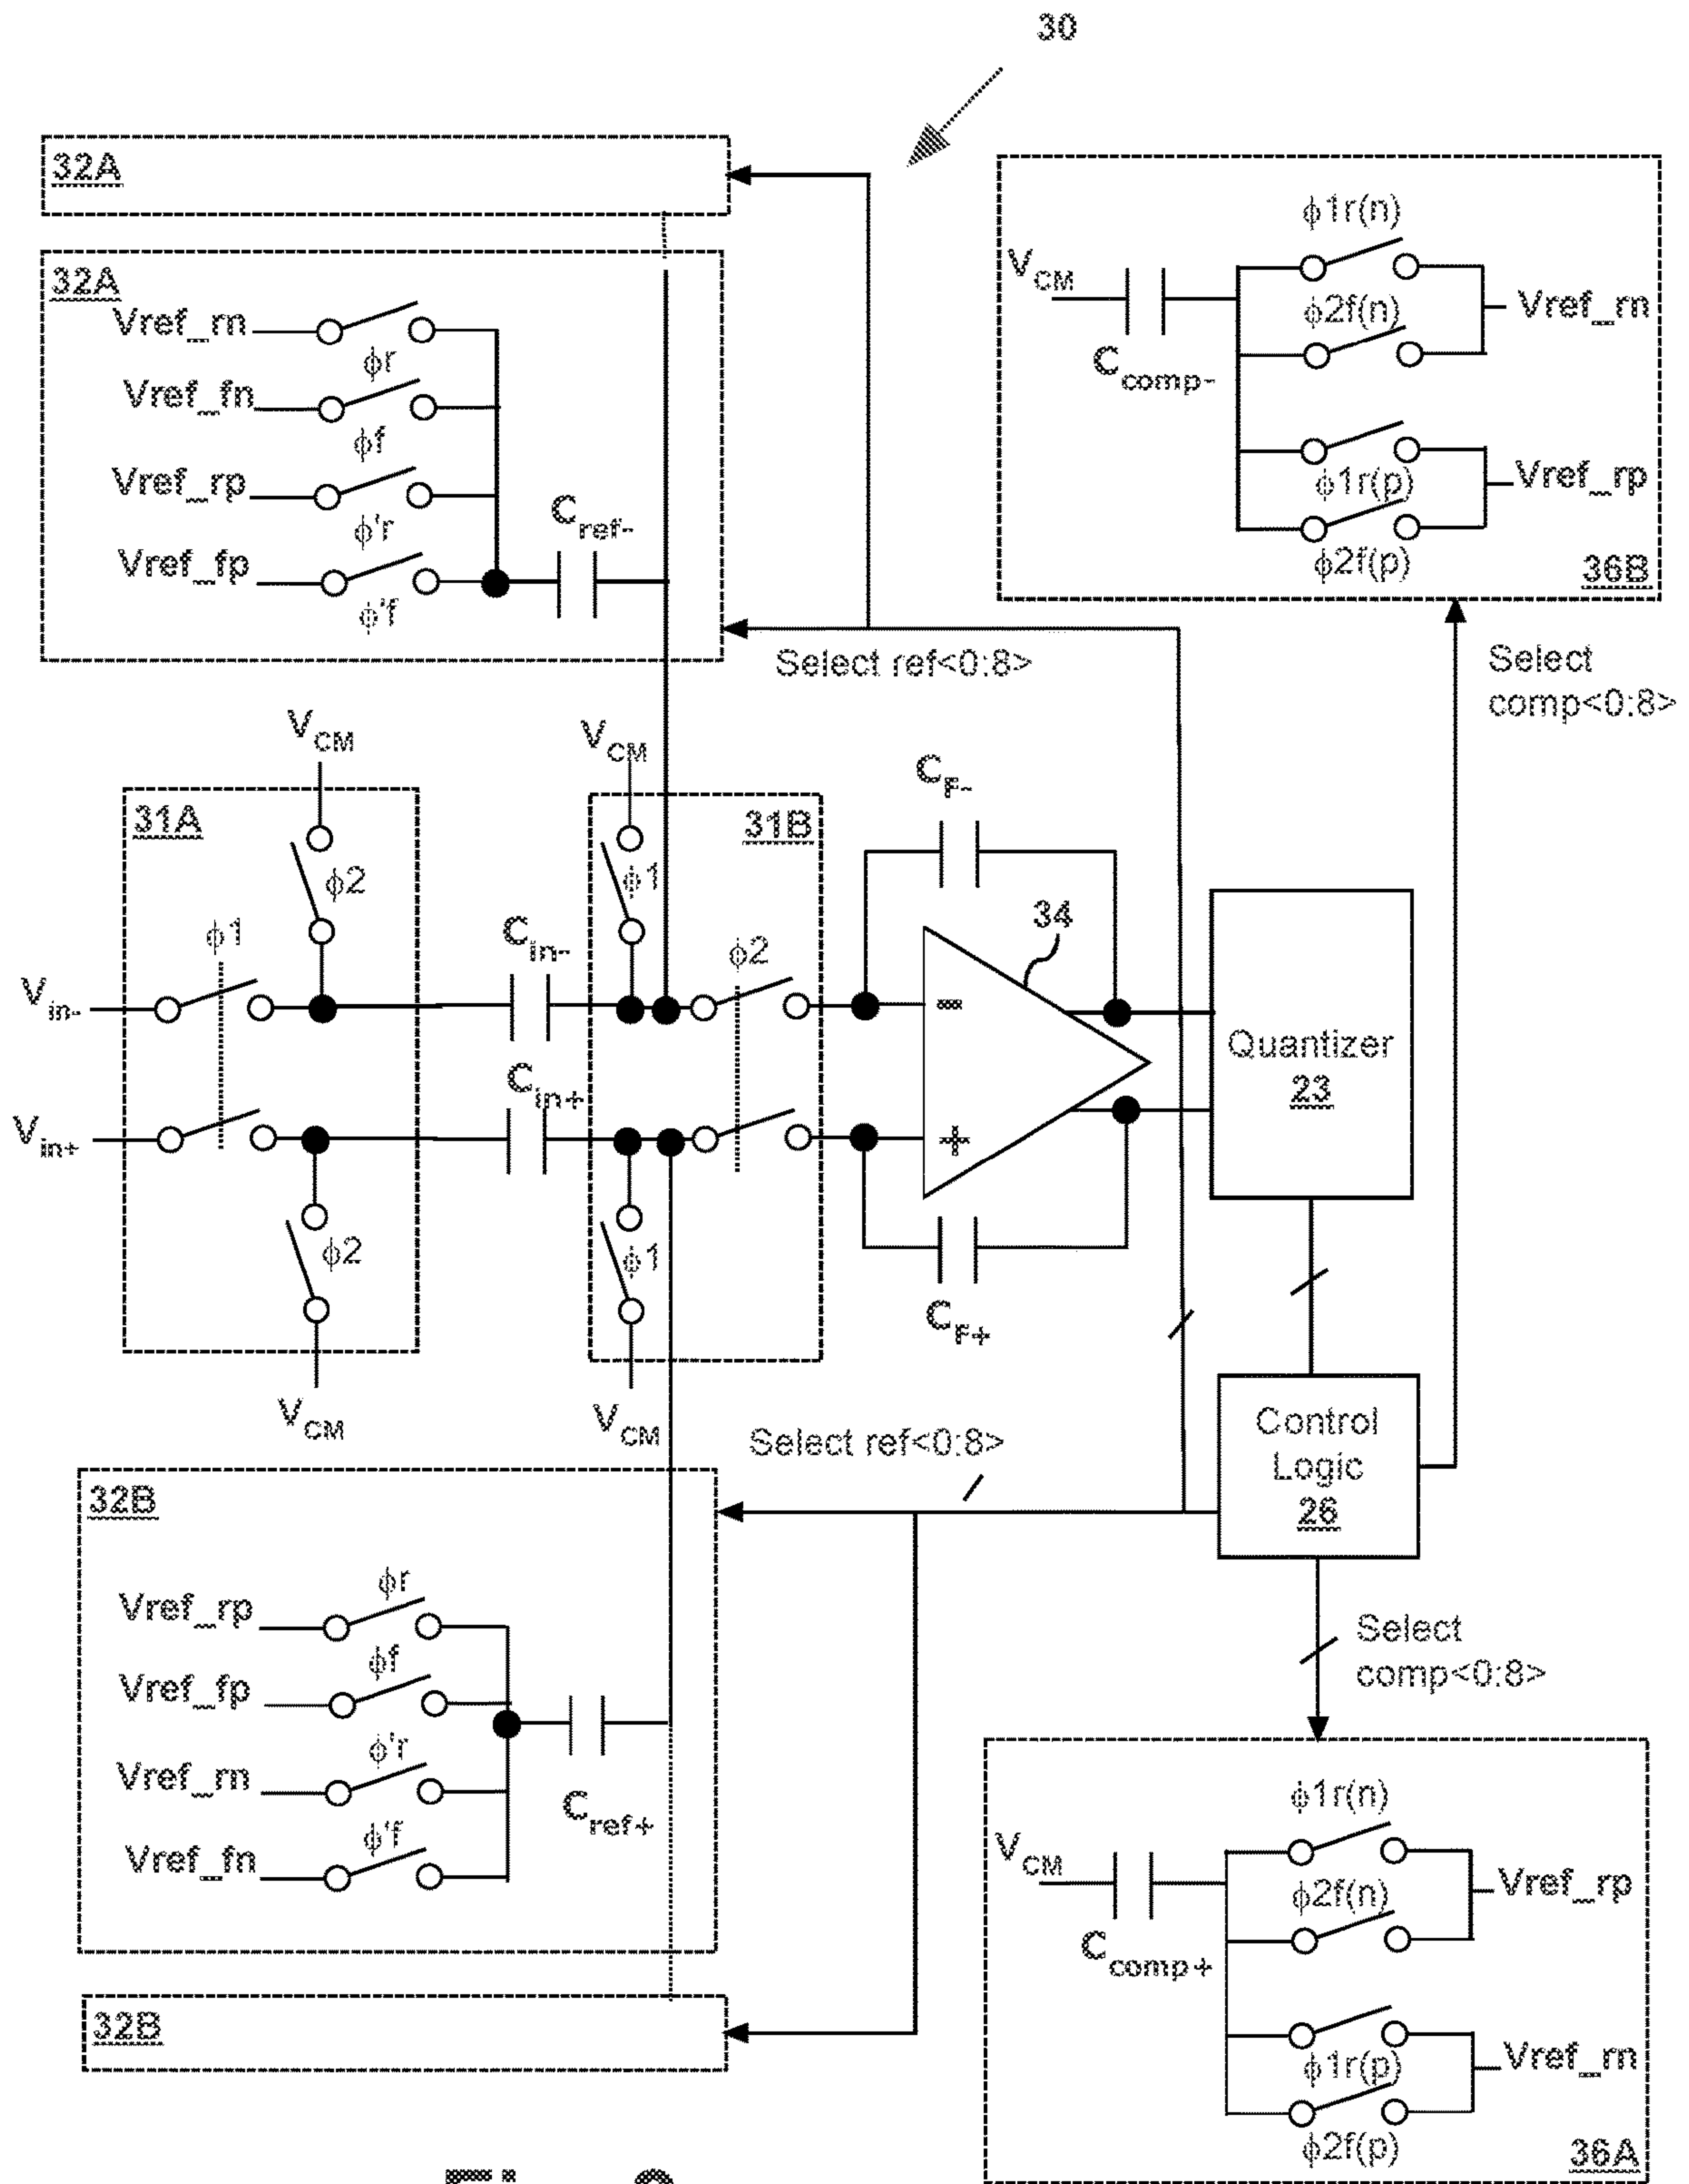 30
32A
32A
Vref_rn
ϕr
Vref_fn
ϕf
Vref_rp
ϕ'r
Vref_fp
ϕ'f
Cref-
Select ref<0:8>
VCM
Ccomp-
ϕ1r(n)
ϕ2f(n)
Vref_rn
ϕ1r(p)
ϕ2f(p)
Vref_rp
36B
Select
comp<0:8>
VCM
VCM
31A
31B
ϕ2
ϕ1
ϕ1
ϕ2
Cin-
Cin+
Vin-
Vin+
ϕ2
ϕ1
VCM
VCM
CF-
34
-
+
CF+
Quantizer
23
Control
Logic
26
Select ref<0:8>
Select
comp<0:8>
32B
Vref_rp
ϕr
Vref_fp
ϕf
Vref_rn
ϕ'r
Vref_fn
ϕ'f
Cref+
32B
VCM
Ccomp+
ϕ1r(n)
ϕ2f(n)
Vref_rp
ϕ1r(p)
ϕ2f(p)
Vref_rn
36A